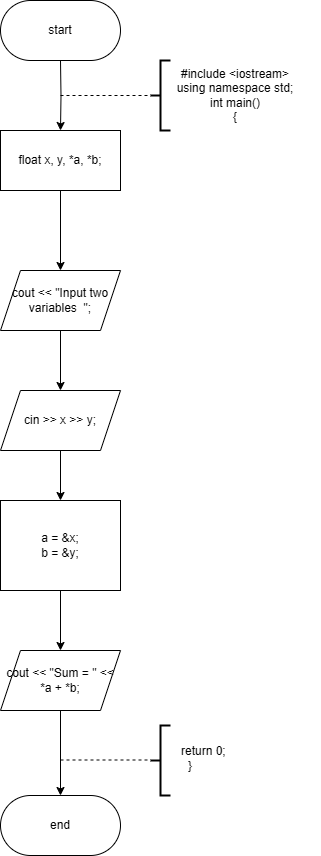 start
#include <iostream>
using namespace std;
int main()
{
float x, y, *a, *b;
cout << "Input two
variables  ";
cin >> x >> y;
a = &x;
b = &y;
cout << "Sum = " <<
*a + *b;
return 0;
}
end